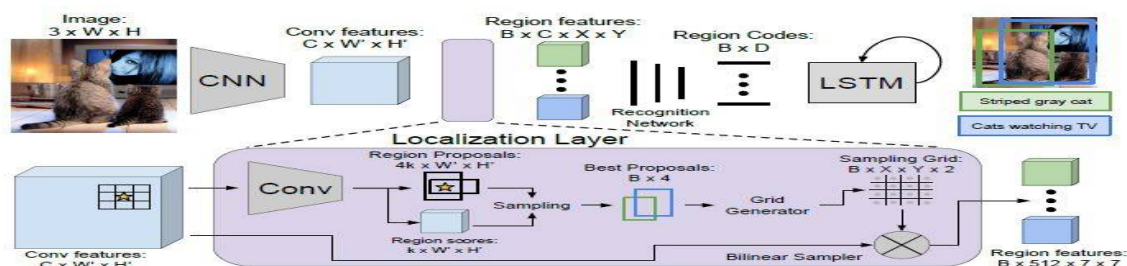 Image:
3 x W x H
CNN
Conv features:
C x W' x H'
Region features:
B x C x X x Y
Recognition
Network
Region Codes:
B x D
LSTM
Striped gray cat
Cats watching TV
Localization Layer
Conv features:
C x W' x H'
Conv
Region Proposals:
4k x W' x H'
Region scores:
k x W' x H'
Sampling
Best Proposals:
B x 4
Grid
Generator
Sampling Grid:
B x X x Y x 2
Bilinear Sampler
Region features:
B x 512 x 7 x 7